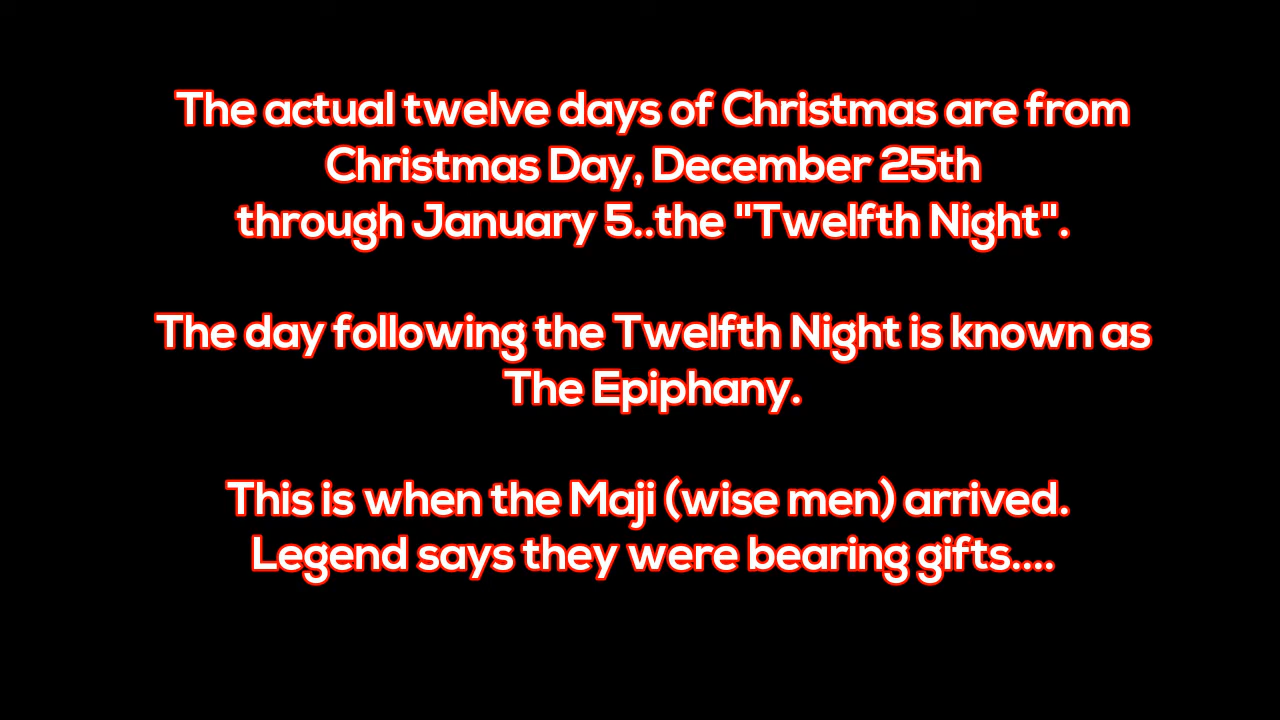 The actual twelve days of Christmas are from
Christmas Day, December 25th
through January 5..the "Twelfth Night".
The day following the Twelfth Night is known as
The Epiphany.
This is when the Maji (wise men) arrived.
Legend says they were bearing gifts....